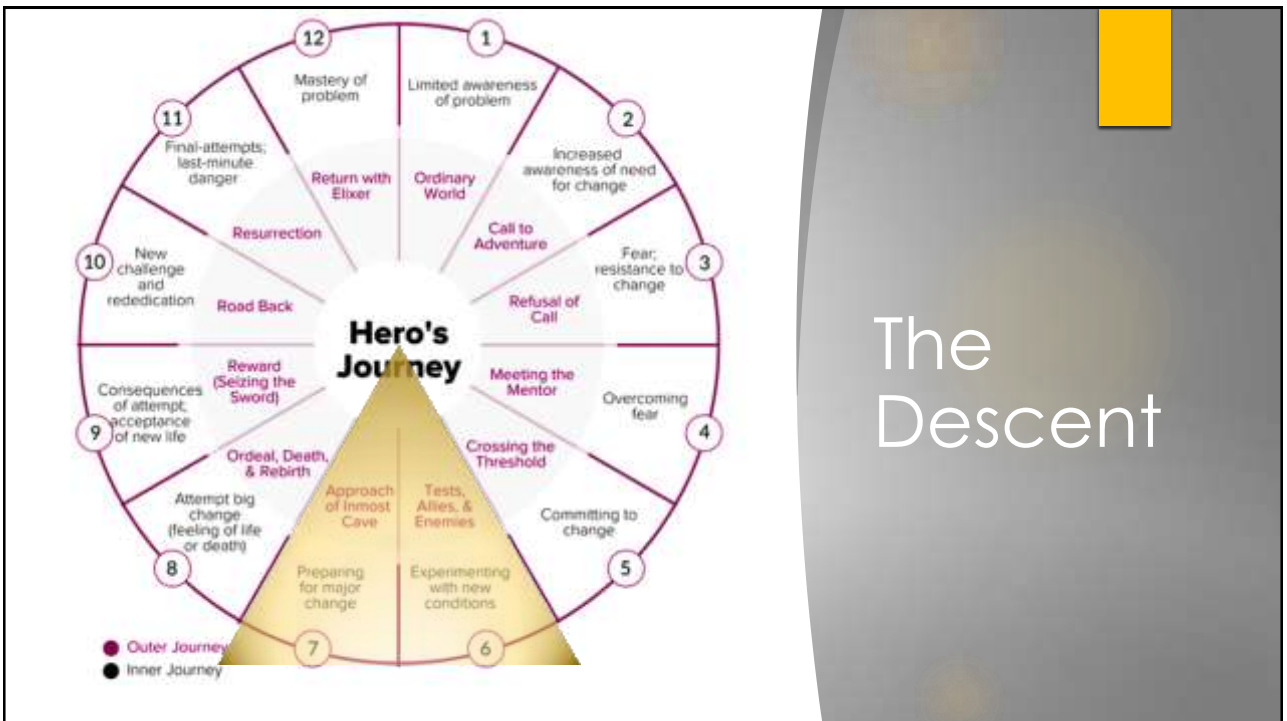 12
Mastery of
problem
Return with
Elixer
1
Limited awareness
of problem
Ordinary
World
2
Increased
awareness of need
for change
Call to
Adventure
3
Fear;
resistance to
change
Refusal of
Call
4
Overcoming
fear
Meeting the
Mentor
5
Committing to
change
Crossing the
Threshold
6
Experimenting
with new
conditions
Tests,
Allies, &
Enemies
7
Preparing
for major
change
Approach
of Inmost
Cave
8
Attempt big
change
(feeling of life
or death)
Ordeal, Death,
& Rebirth
9
Consequences
of attempt;
acceptance
of new life
Reward
(Seizing the
Sword)
10
New
challenge
and
rededication
Road Back
11
Final-attempts;
last-minute
danger
Resurrection
Hero's
Journey
Outer Journey
Inner Journey
The
Descent